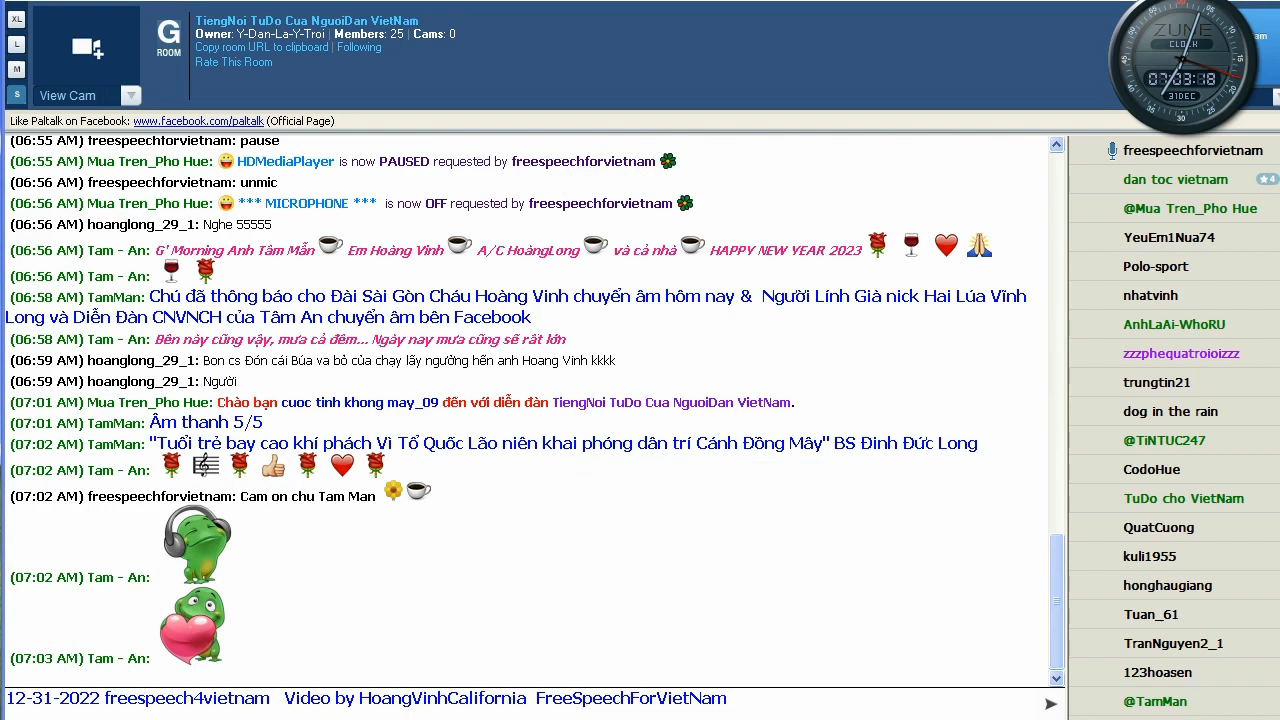 XL
L
M
S
View Cam
G
ROOM
TiengNoi TuDo Cua NguoiDan VietNam
Owner: Y-Dan-La-Y-Troi | Members: 25 | Cams: 0
Copy room URL to clipboard | Following
Rate This Room
ZUNE
CLOCK
07:03:18
31DEC
Like Paltalk on Facebook: www.facebook.com/paltalk (Official Page)
(06:55 AM) freespeechforvietnam: pause
(06:55 AM) Mua Tren_Pho Hue: HDMediaPlayer is now PAUSED requested by freespeechforvietnam
(06:56 AM) freespeechforvietnam: unmic
(06:56 AM) Mua Tren_Pho Hue: *** MICROPHONE *** is now OFF requested by freespeechforvietnam
(06:56 AM) hoanglong_29_1: Nghe 55555
(06:56 AM) Tam - An: G' Morning Anh Tâm Mẫn Em Hoàng Vinh A/C HoàngLong và cả nhà HAPPY NEW YEAR 2023
(06:56 AM) Tam - An:
(06:58 AM) TamMan: Chú đã thông báo cho Đài Sài Gòn Cháu Hoàng Vinh chuyển âm hôm nay & Người Lính Già nick Hai Lúa Vĩnh
Long và Diễn Đàn CNVNCH của Tâm An chuyển âm bên Facebook
(06:58 AM) Tam - An: Bên này cũng vậy, mưa cả đêm... Ngày nay mưa cũng sẽ rất lớn
(06:59 AM) hoanglong_29_1: Bon cs Đón cái Búa va bỏ của chạy lấy ngưởng hến anh Hoang Vinh kkkk
(06:59 AM) hoanglong_29_1: Người
(07:01 AM) Mua Tren_Pho Hue: Chào bạn cuoc tinh khong may_09 đến với diễn đàn TiengNoi TuDo Cua NguoiDan VietNam.
(07:01 AM) TamMan: Âm thanh 5/5
(07:02 AM) TamMan: "Tuổi trẻ bay cao khí phách Vì Tổ Quốc Lão niên khai phóng dân trí Cánh Đồng Mây" BS Đinh Đức Long
(07:02 AM) Tam - An:
(07:02 AM) freespeechforvietnam: Cam on chu Tam Man
(07:02 AM) Tam - An:
(07:03 AM) Tam - An:
12-31-2022 freespeech4vietnam Video by HoangVinhCalifornia FreeSpeechForVietNam
freespeechforvietnam
dan toc vietnam ★4
@Mua Tren_Pho Hue
YeuEm1Nua74
Polo-sport
nhatvinh
AnhLaAi-WhoRU
zzzphequatroioizzz
trungtin21
dog in the rain
@TiNTUC247
CodoHue
TuDo cho VietNam
QuatCuong
kuli1955
honghaugiang
Tuan_61
TranNguyen2_1
123hoasen
@TamMan